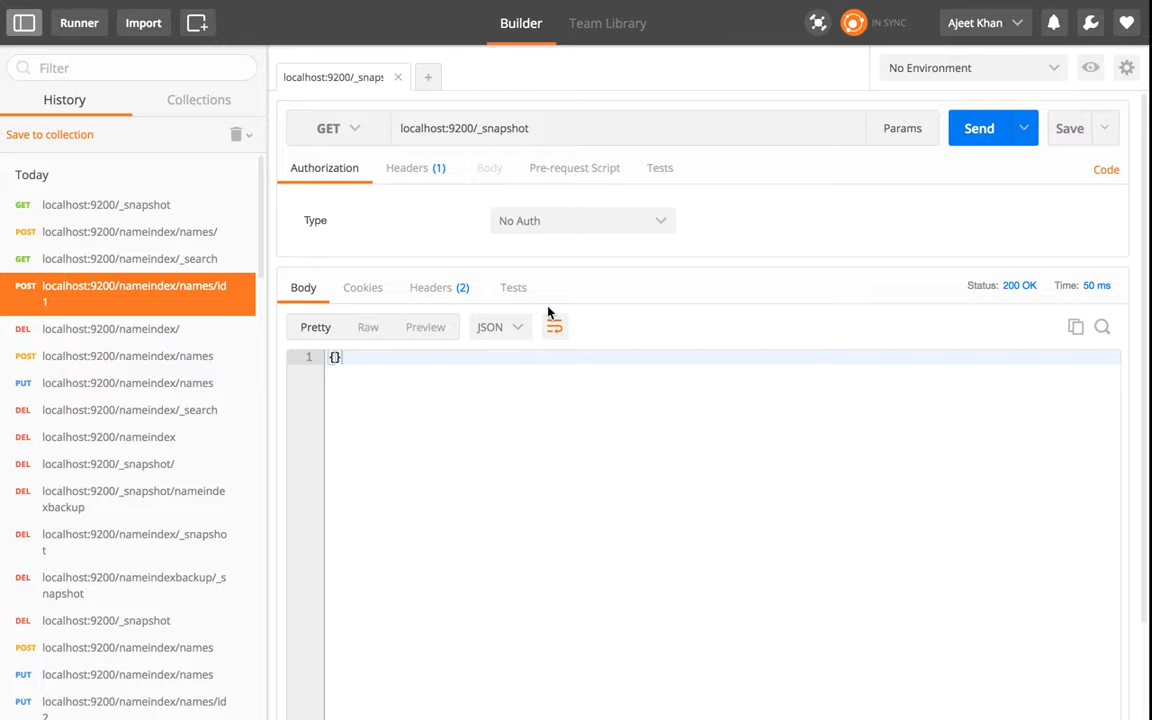 Runner
Import
Builder
Team Library
IN SYNC
Ajeet Khan
Filter
History
Collections
Save to collection
Today
GET localhost:9200/_snapshot
POST localhost:9200/nameindex/names/
GET localhost:9200/nameindex/_search
POST localhost:9200/nameindex/names/id
1
DEL localhost:9200/nameindex/
POST localhost:9200/nameindex/names
PUT localhost:9200/nameindex/names
DEL localhost:9200/nameindex/_search
DEL localhost:9200/nameindex
DEL localhost:9200/_snapshot/
DEL localhost:9200/_snapshot/nameinde
xbackup
DEL localhost:9200/nameindex/_snapsho
t
DEL localhost:9200/nameindexbackup/_s
napshot
DEL localhost:9200/_snapshot
POST localhost:9200/nameindex/names
PUT localhost:9200/nameindex/names
PUT localhost:9200/nameindex/names/id
2
localhost:9200/_snaps
No Environment
GET
localhost:9200/_snapshot
Params
Send
Save
Authorization
Headers (1)
Body
Pre-request Script
Tests
Code
Type
No Auth
Body
Cookies
Headers (2)
Tests
Status: 200 OK
Time: 50 ms
Pretty
Raw
Preview
JSON
1 {}